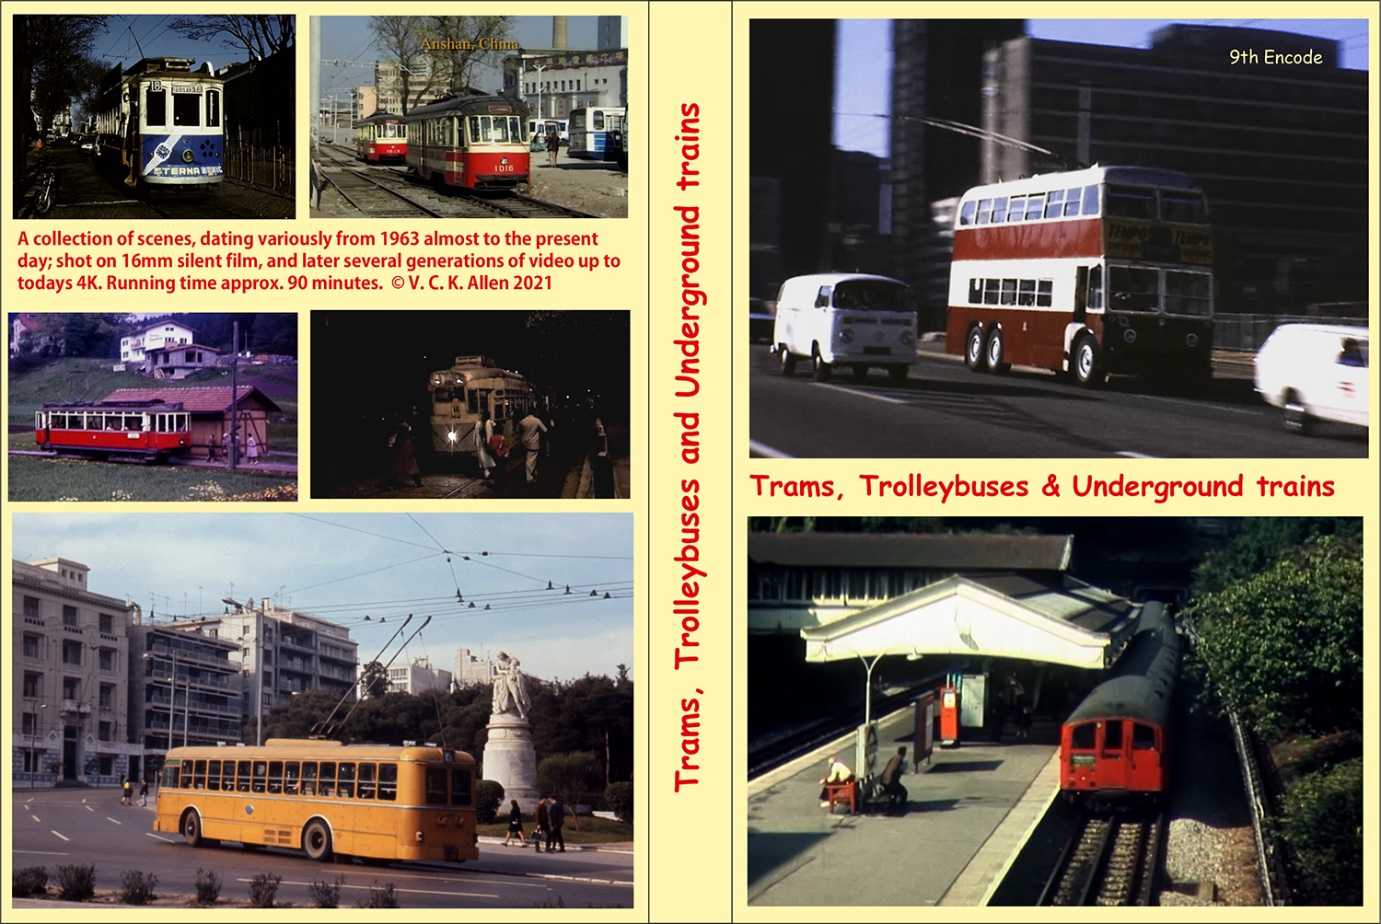 18
STERNA
Anshan, China
1016
A collection of scenes, dating variously from 1963 almost to the present
day; shot on 16mm silent film, and later several generations of video up to
todays 4K. Running time approx. 90 minutes. © V. C. K. Allen 2021
Trams, Trolleybuses and Underground trains
9th Encode
TEMPO TEMPO
Trams, Trolleybuses & Underground trains